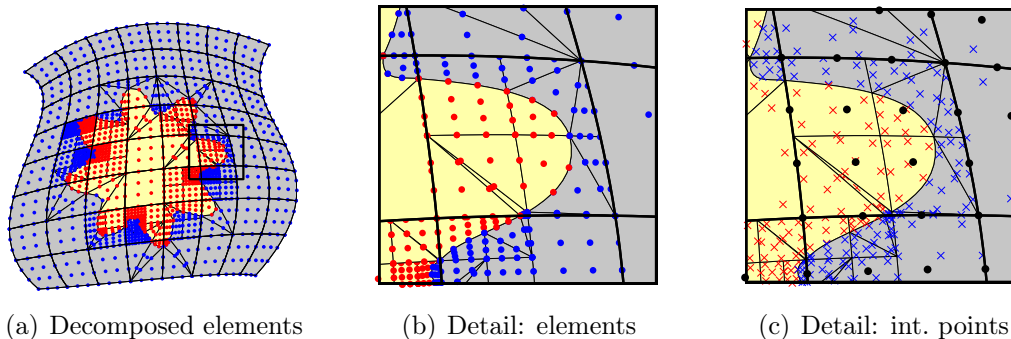 (a) Decomposed elements
(b) Detail: elements
(c) Detail: int. points